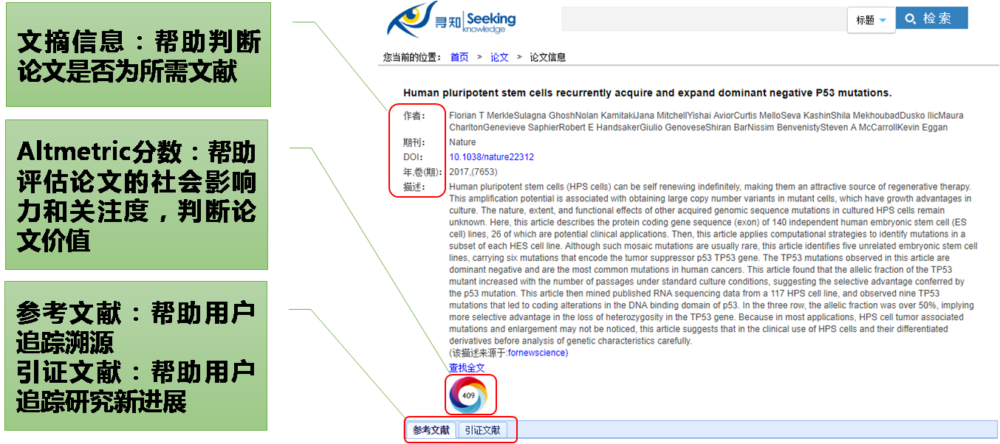 文摘信息：帮助判断
论文是否为所需文献
Altmetric分数：帮助
评估论文的社会影响
力和关注度，判断论
文价值
参考文献：帮助用户
追踪溯源
引证文献：帮助用户
追踪研究新进展
寻知 Seeking
knowledge
标题
检索
您当前的位置： 首页 > 论文 > 论文信息
Human pluripotent stem cells recurrently acquire and expand dominant negative P53 mutations.
作者： Florian T MerkleSulagna GhoshNolan KamitakiJana MitchellYishai AviorCurtis MelloSeva KashinShila MekhoubadDusko IlicMaura
CharltonGenevieve SaphierRobert E HandsakerGiulio GenoveseShiran BarNissim BenvenistySteven A McCarrollKevin Eggan
期刊： Nature
DOI: 10.1038/nature22312
年,卷(期)： 2017,(7653)
描述： Human pluripotent stem cells (HPS cells) can be self renewing indefinitely, making them an attractive source of regenerative therapy.
This amplification potential is associated with obtaining large copy number variants in mutant cells, which have growth advantages in
culture. The nature, extent, and functional effects of other acquired genomic sequence mutations in cultured HPS cells remain
unknown. Here, this article describes the protein coding gene sequence (exon) of 140 independent human embryonic stem cell (ES
cell) lines, 26 of which are potential clinical applications. Then, this article applies computational strategies to identify mutations in a
subset of each HES cell line. Although such mosaic mutations are usually rare, this article identifies five unrelated embryonic stem cell
lines, carrying six mutations that encode the tumor suppressor p53 TP53 gene. The TP53 mutations observed in this article are
dominant negative and are the most common mutations in human cancers. This article found that the allelic fraction of the TP53
mutant increased with the number of passages under standard culture conditions, suggesting the selective advantage conferred by
the p53 mutation. This article then mined published RNA sequencing data from a 117 HPS cell line, and observed nine TP53
mutations that led to coding alterations in the DNA binding domain of p53. In the three row, the allelic fraction was over 50%, implying
more selective advantage in the loss of heterozygosity in the TP53 gene. Because in most applications, HPS cell tumor associated
mutations and enlargement may not be noticed, this article suggests that in the clinical use of HPS cells and their differentiated
derivatives before analysis of genetic characteristics carefully.
(该描述来源于:fornewscience)
查找全文
409
参考文献 引证文献